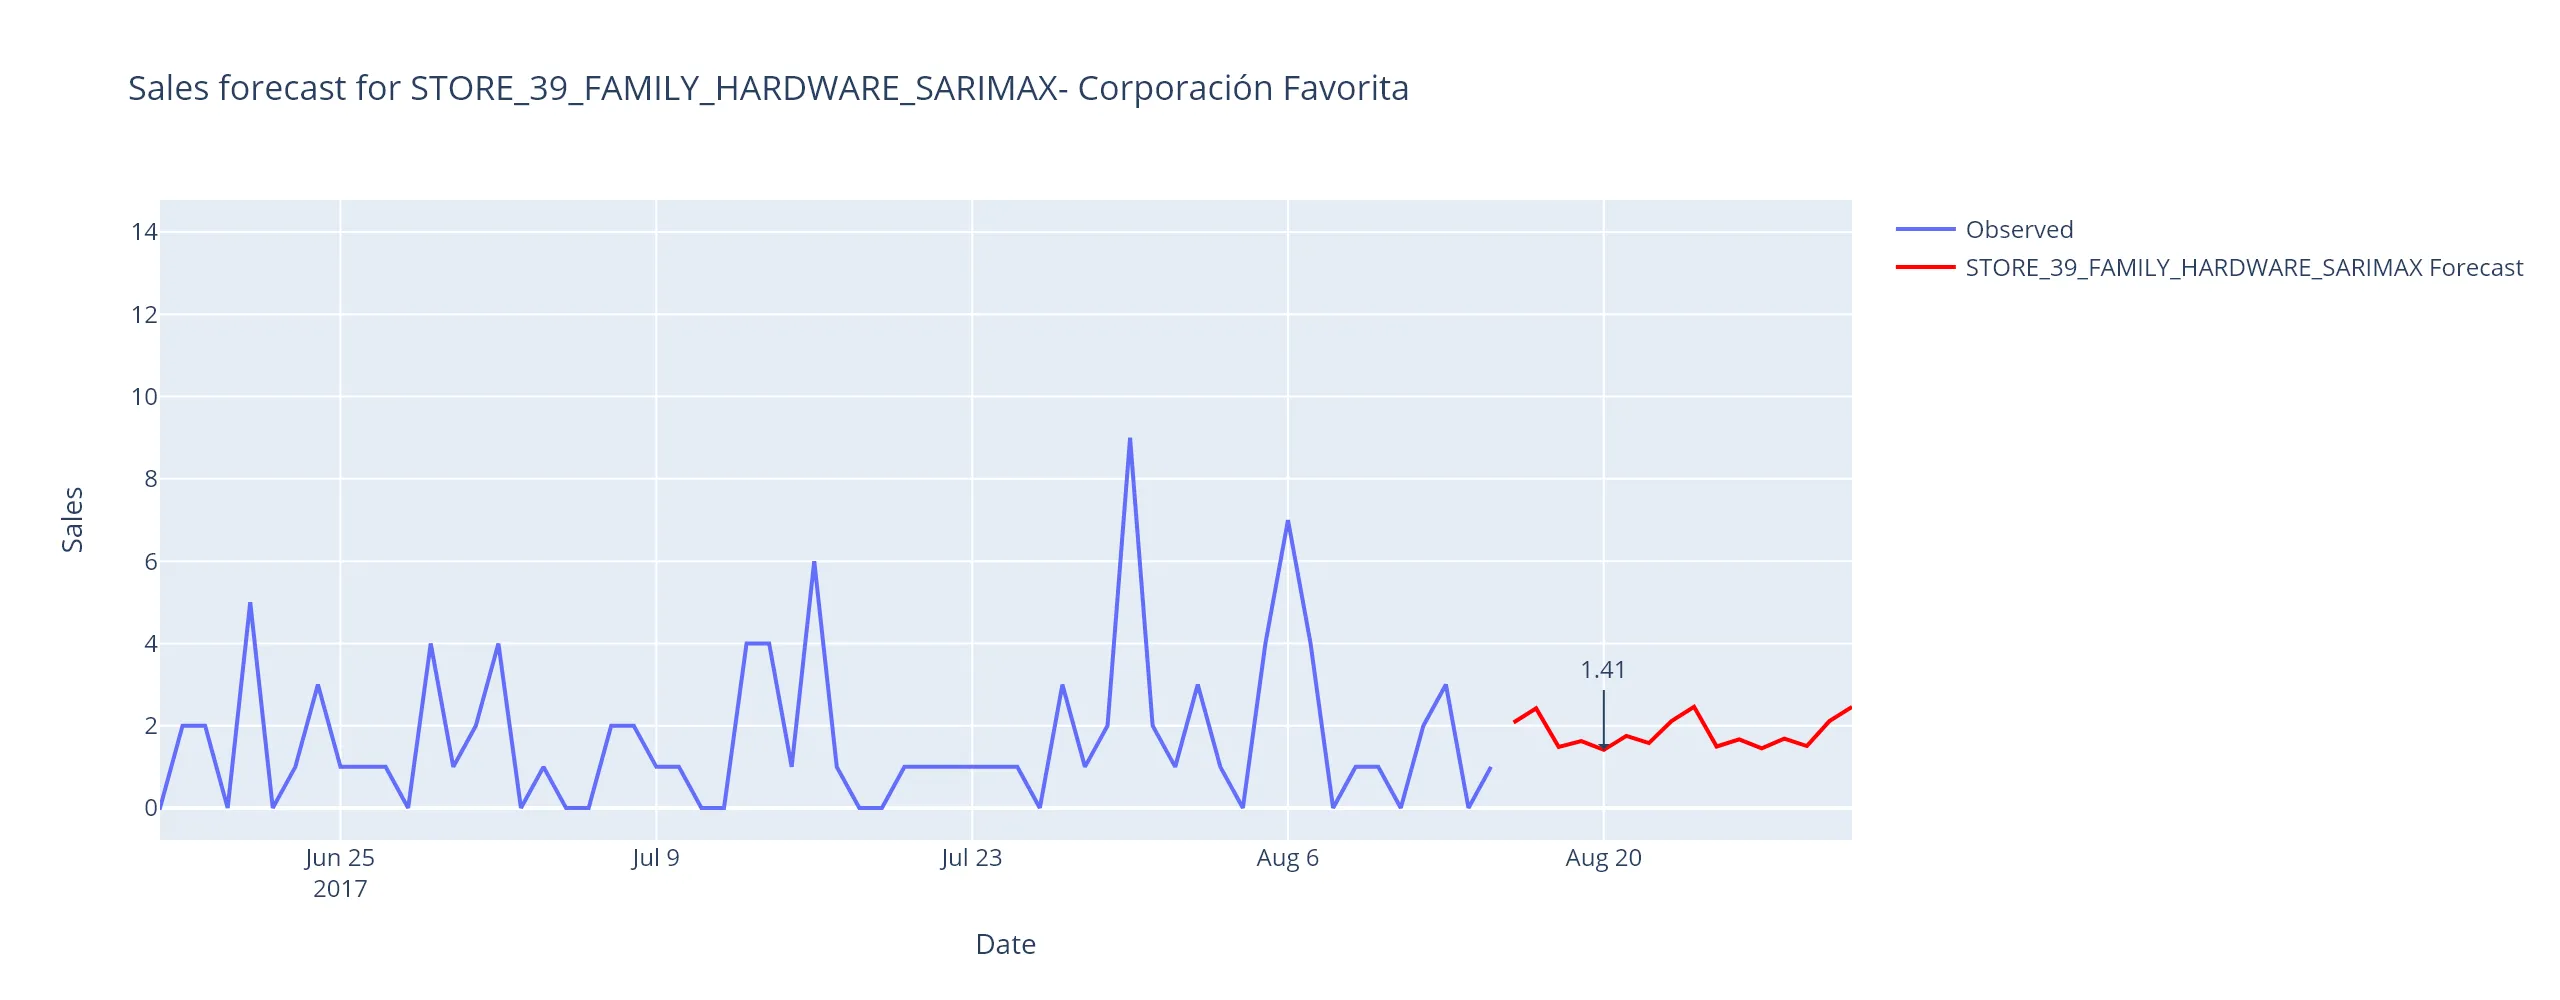 Sales forecast for STORE_39_FAMILY_HARDWARE_SARIMAX- Corporación Favorita
Observed
STORE_39_FAMILY_HARDWARE_SARIMAX Forecast
14
12
10
8
6
4
2
0
Sales
1.41
Jun 25
2017
Jul 9
Jul 23
Aug 6
Aug 20
Date